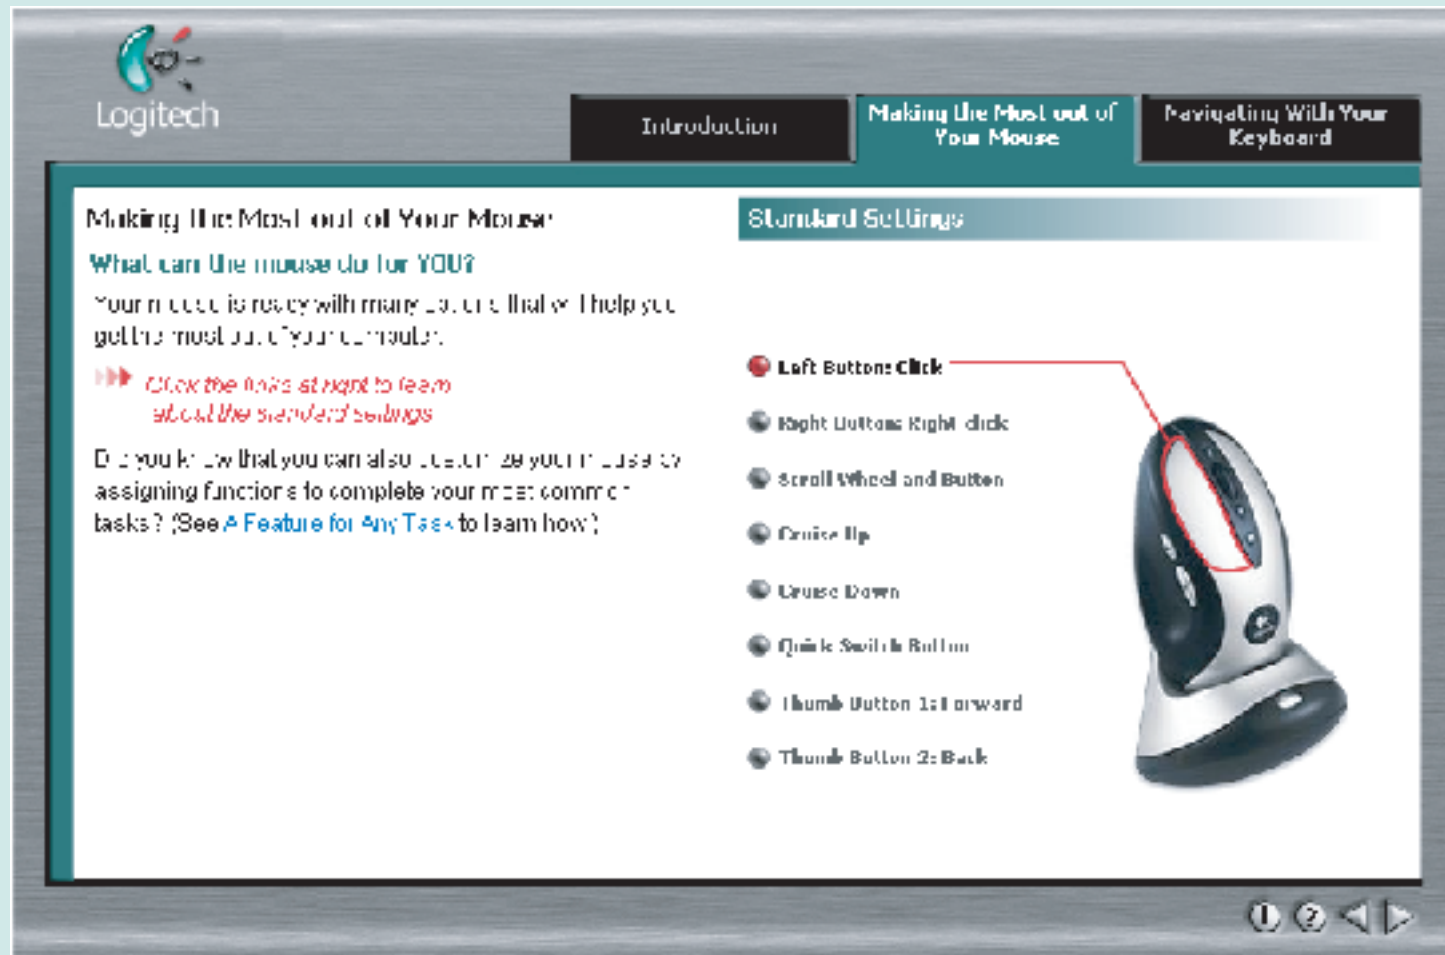 Logitech
Introduction
Making the Most out of
Your Mouse
Navigating With Your
Keyboard
Making the Most out of Your Mouse
What can the mouse do for YOU?
Your mouse is ready with many options that will help you
get the most out of your computer.
Click the links at right to learn
about the standard settings
Did you know that you can also customize your mouse by
assigning functions to complete your most common
tasks? (See A Feature for Any Task to learn how.)
Standard Settings
Left Button: Click
Right Button: Right-click
Scroll Wheel and Button
Cruise Up
Cruise Down
Quick Switch Button
Thumb Button 1: Forward
Thumb Button 2: Back